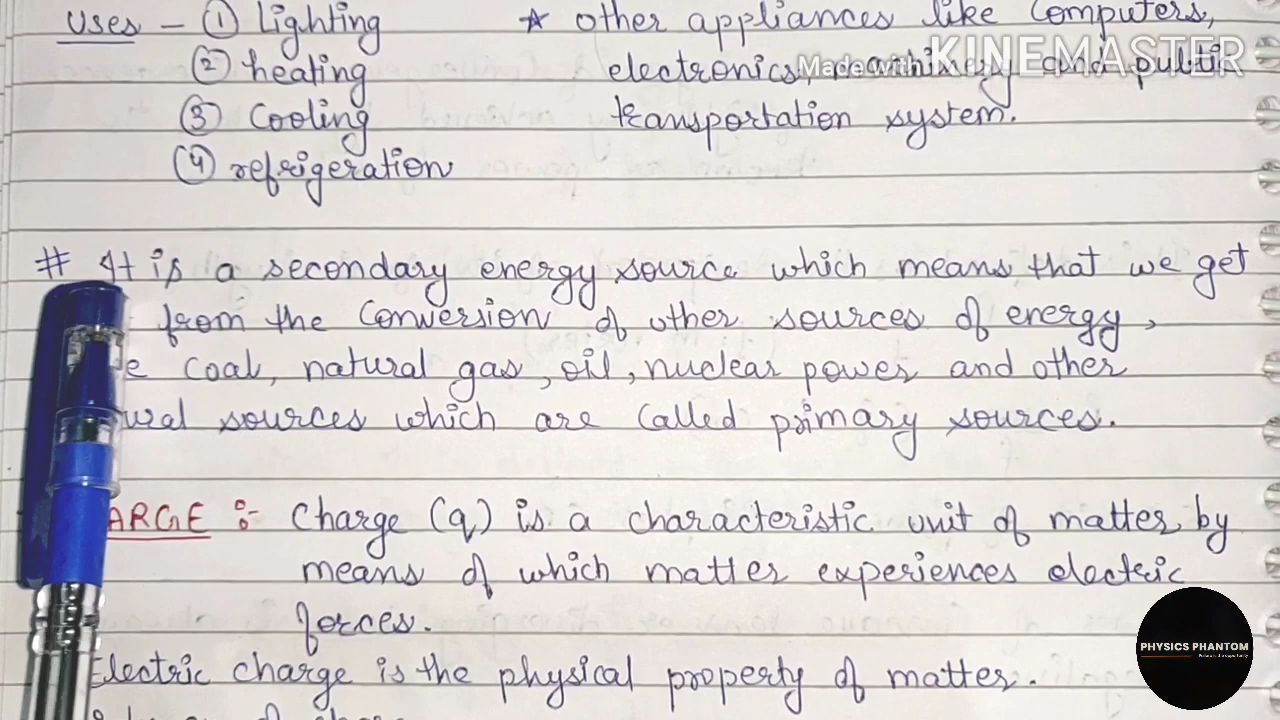 Uses - ① Lighting
② heating
③ Cooling
④ refrigeration
★ other appliances like Computers,
electronics, machinery and public
transportation system.
Made with KINEMASTER
# It is a secondary energy source which means that we get
from the Conversion of other sources of energy,
e Coal, natural gas, oil, nuclear power and other
ural sources which are Called primary sources.
ARGE :- Charge (q) is a characteristic unit of matter by
means of which matter experiences electric
forces.
Electric charge is the physical property of matter.
PHYSICS PHANTOM